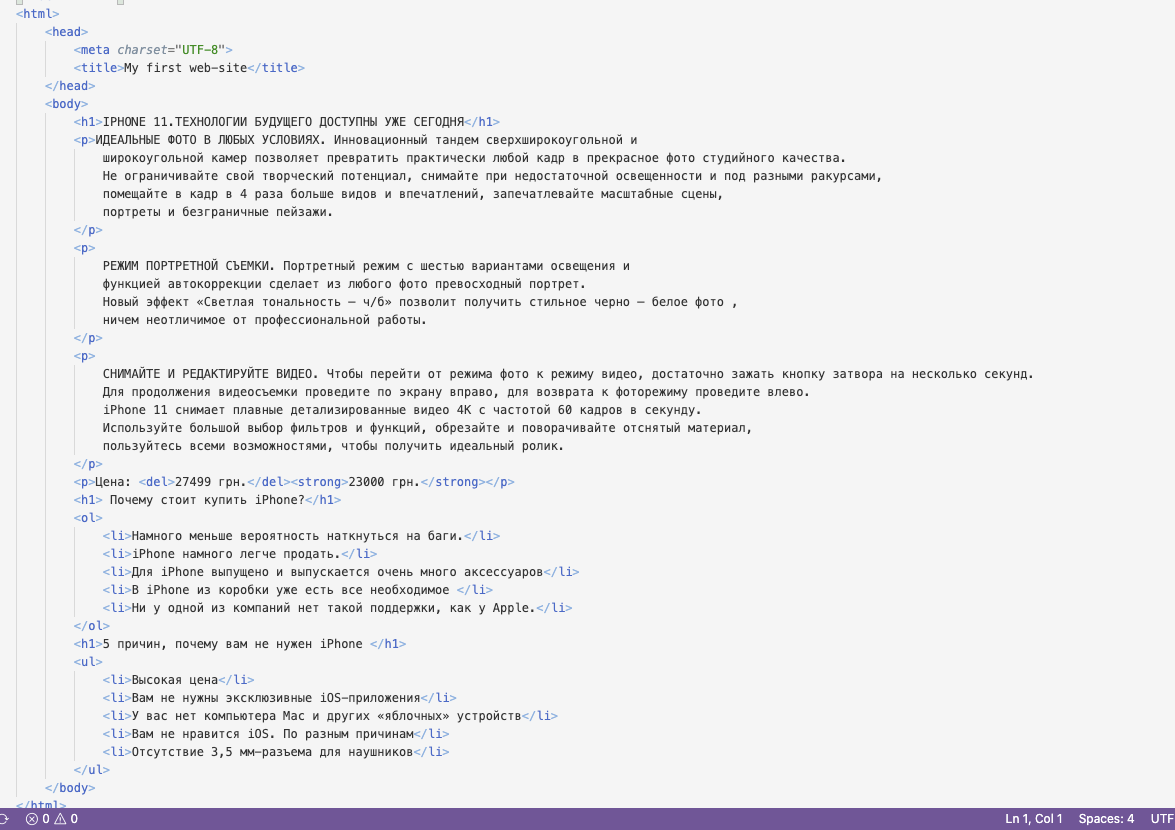 <html>
<head>
<meta charset="UTF-8">
<title>My first web-site</title>
</head>
<body>
<h1>IPHONE 11.ТЕХНОЛОГИИ БУДУЩЕГО ДОСТУПНЫ УЖЕ СЕГОДНЯ</h1>
<p>ИДЕАЛЬНЫЕ ФОТО В ЛЮБЫХ УСЛОВИЯХ. Инновационный тандем сверхширокоугольной и
широкоугольной камер позволяет превратить практически любой кадр в прекрасное фото студийного качества.
Не ограничивайте свой творческий потенциал, снимайте при недостаточной освещенности и под разными ракурсами,
помещайте в кадр в 4 раза больше видов и впечатлений, запечатлевайте масштабные сцены,
портреты и безграничные пейзажи.
</p>
<p>
РЕЖИМ ПОРТРЕТНОЙ СЪЕМКИ. Портретный режим с шестью вариантами освещения и
функцией автокоррекции сделает из любого фото превосходный портрет.
Новый эффект «Светлая тональность – ч/б» позволит получить стильное черно – белое фото ,
ничем неотличимое от профессиональной работы.
</p>
<p>
СНИМАЙТЕ И РЕДАКТИРУЙТЕ ВИДЕО. Чтобы перейти от режима фото к режиму видео, достаточно зажать кнопку затвора на несколько секунд.
Для продолжения видеосъемки проведите по экрану вправо, для возврата к фоторежиму проведите влево.
iPhone 11 снимает плавные детализированные видео 4К с частотой 60 кадров в секунду.
Используйте большой выбор фильтров и функций, обрезайте и поворачивайте отснятый материал,
пользуйтесь всеми возможностями, чтобы получить идеальный ролик.
</p>
<p>Цена: <del>27499 грн.</del><strong>23000 грн.</strong></p>
<h1> Почему стоит купить iPhone?</h1>
<ol>
<li>Намного меньше вероятность наткнуться на баги.</li>
<li>iPhone намного легче продать.</li>
<li>Для iPhone выпущено и выпускается очень много аксессуаров</li>
<li>В iPhone из коробки уже есть все необходимое </li>
<li>Ни у одной из компаний нет такой поддержки, как у Apple.</li>
</ol>
<h1>5 причин, почему вам не нужен iPhone </h1>
<ul>
<li>Высокая цена</li>
<li>Вам не нужны эксклюзивные iOS-приложения</li>
<li>У вас нет компьютера Mac и других «яблочных» устройств</li>
<li>Вам не нравится iOS. По разным причинам</li>
<li>Отсутствие 3,5 мм-разъема для наушников</li>
</ul>
</body>
</html>
0 0 Ln 1, Col 1 Spaces: 4 UTF